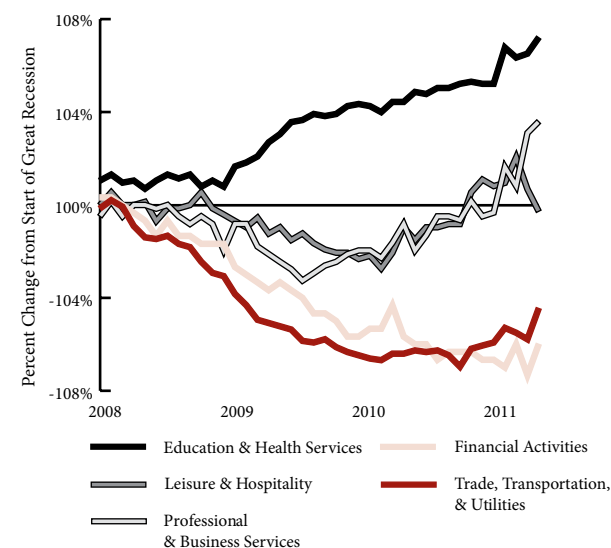 Percent Change from Start of Great Recession
108%
104%
100%
-104%
-108%
2008 2009 2010 2011
Education & Health Services
Financial Activities
Leisure & Hospitality
Trade, Transportation,
& Utilities
Professional
& Business Services